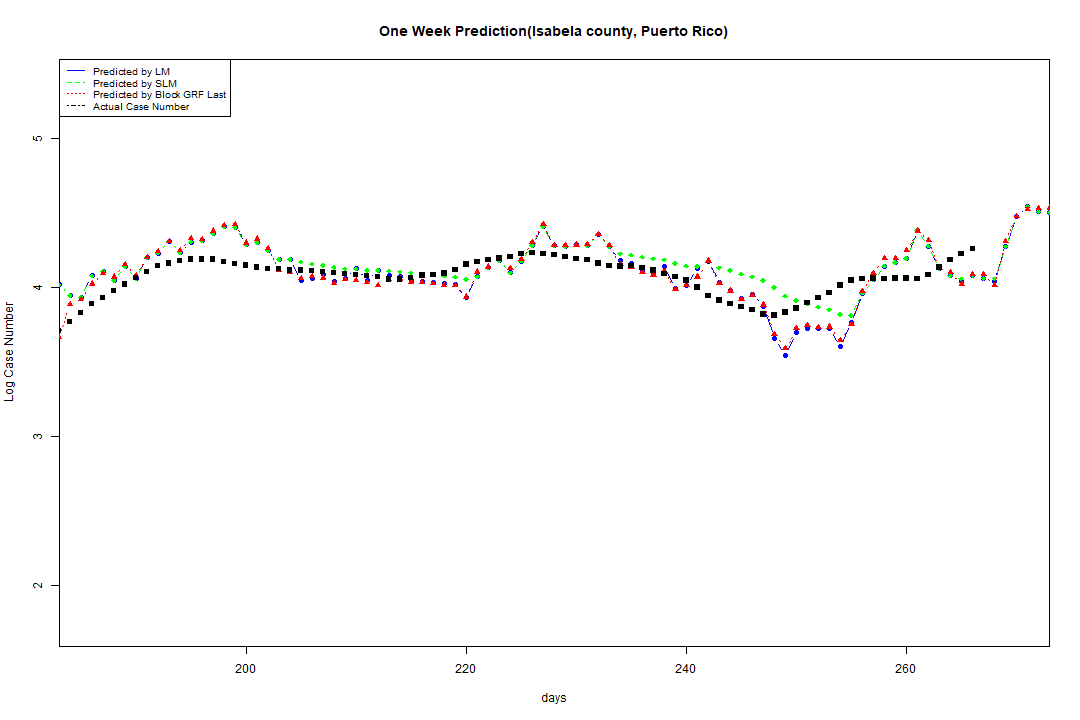 One Week Prediction(Isabela county, Puerto Rico)
Predicted by LM
Predicted by SLM
Predicted by Block GRF Last
Actual Case Number
5
4
3
2
Log Case Number
200 220 240 260
days